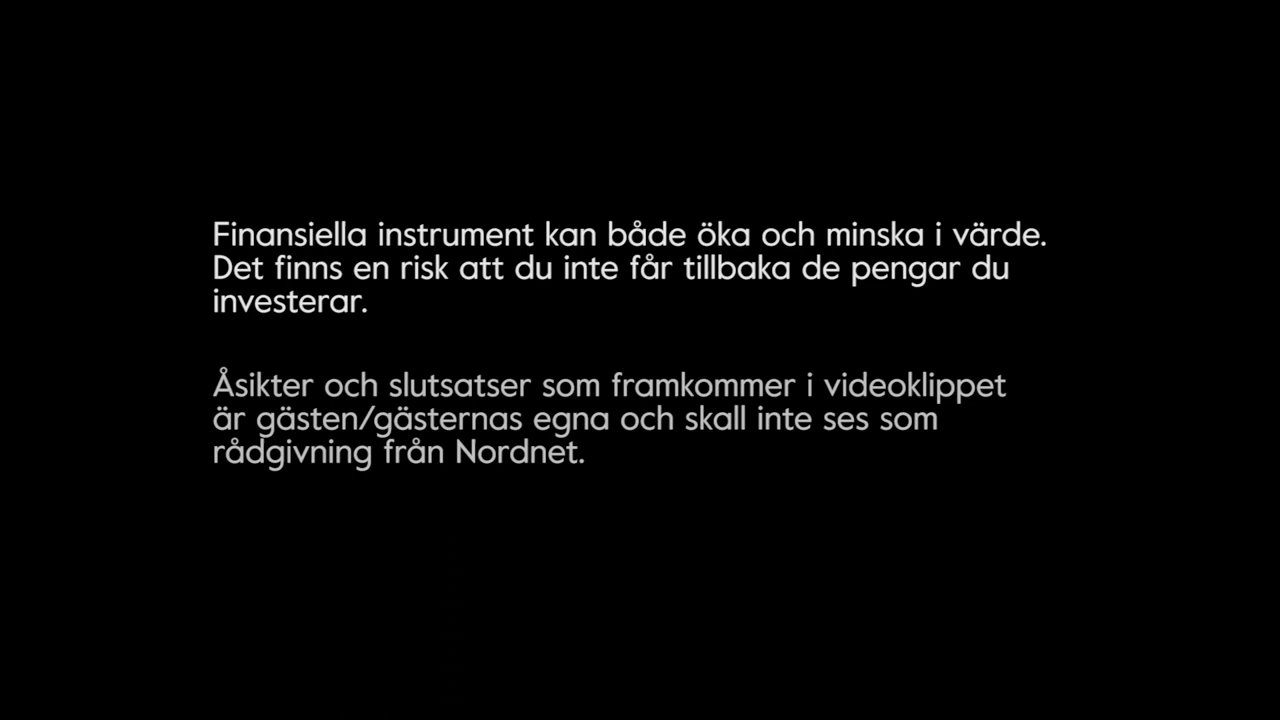 Finansiella instrument kan både öka och minska i värde.
Det finns en risk att du inte får tillbaka de pengar du
investerar.
Åsikter och slutsatser som framkommer i videoklippet
är gästen/gästernas egna och skall inte ses som
rådgivning från Nordnet.